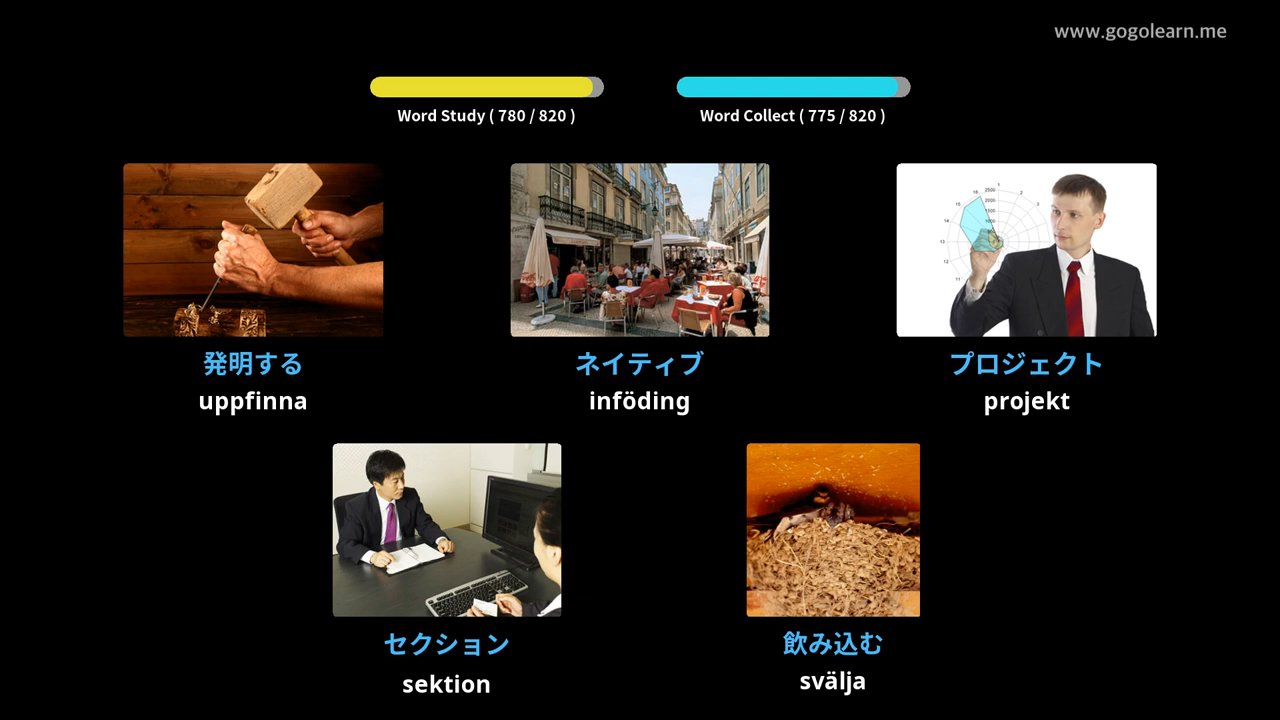 www.gogolearn.me
Word Study ( 780 / 820 )
Word Collect ( 775 / 820 )
発明する
uppfinna
ネイティブ
inföding
プロジェクト
projekt
セクション
sektion
飲み込む
svälja